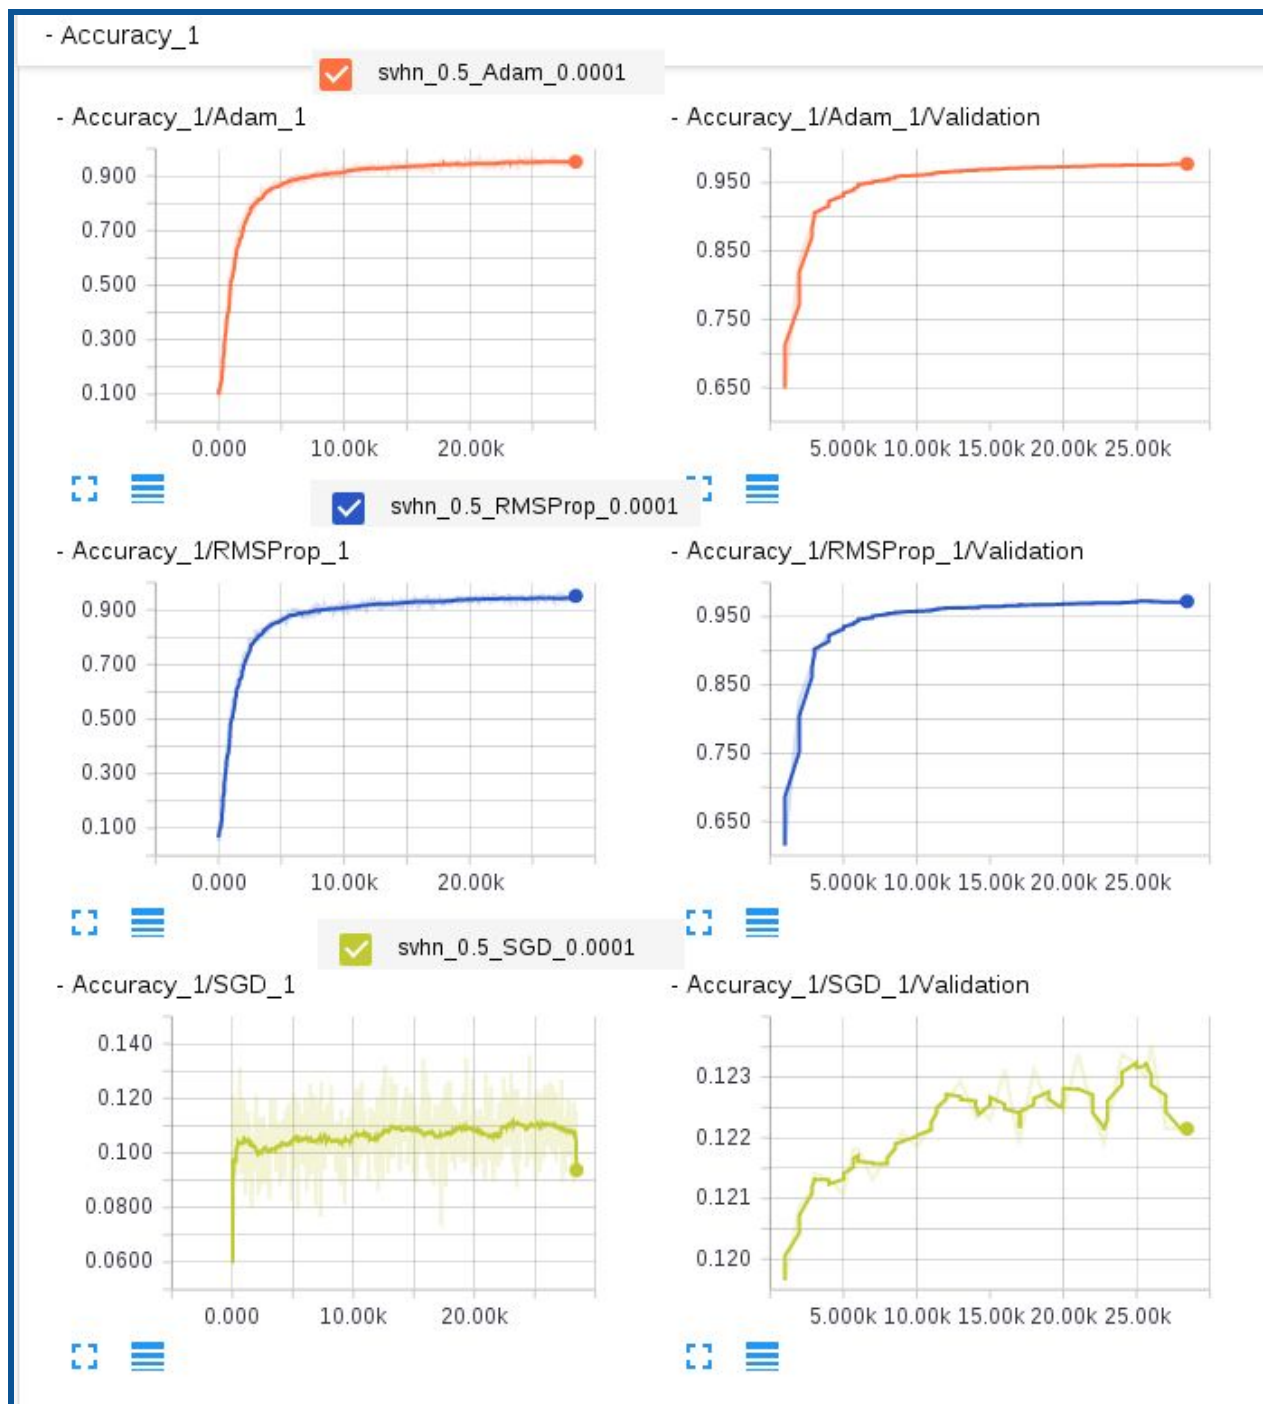 - Accuracy_1
svhn_0.5_Adam_0.0001
- Accuracy_1/Adam_1
0.900
0.700
0.500
0.300
0.100
0.000 10.00k 20.00k
- Accuracy_1/Adam_1/Validation
0.950
0.850
0.750
0.650
5.000k 10.00k 15.00k 20.00k 25.00k
svhn_0.5_RMSProp_0.0001
- Accuracy_1/RMSProp_1
0.900
0.700
0.500
0.300
0.100
0.000 10.00k 20.00k
- Accuracy_1/RMSProp_1/Validation
0.950
0.850
0.750
0.650
5.000k 10.00k 15.00k 20.00k 25.00k
svhn_0.5_SGD_0.0001
- Accuracy_1/SGD_1
0.140
0.120
0.100
0.0800
0.0600
0.000 10.00k 20.00k
- Accuracy_1/SGD_1/Validation
0.123
0.122
0.121
0.120
5.000k 10.00k 15.00k 20.00k 25.00k